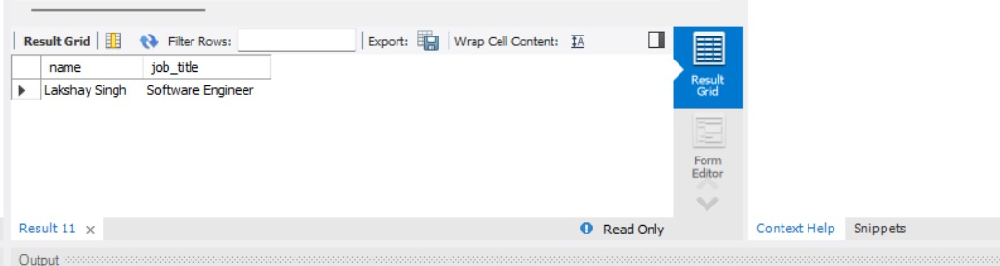 Result Grid Filter Rows: Export: Wrap Cell Content:
name job_title
Lakshay Singh Software Engineer
Result
Grid
Form
Editor
Result 11 Read Only Context Help Snippets
Output